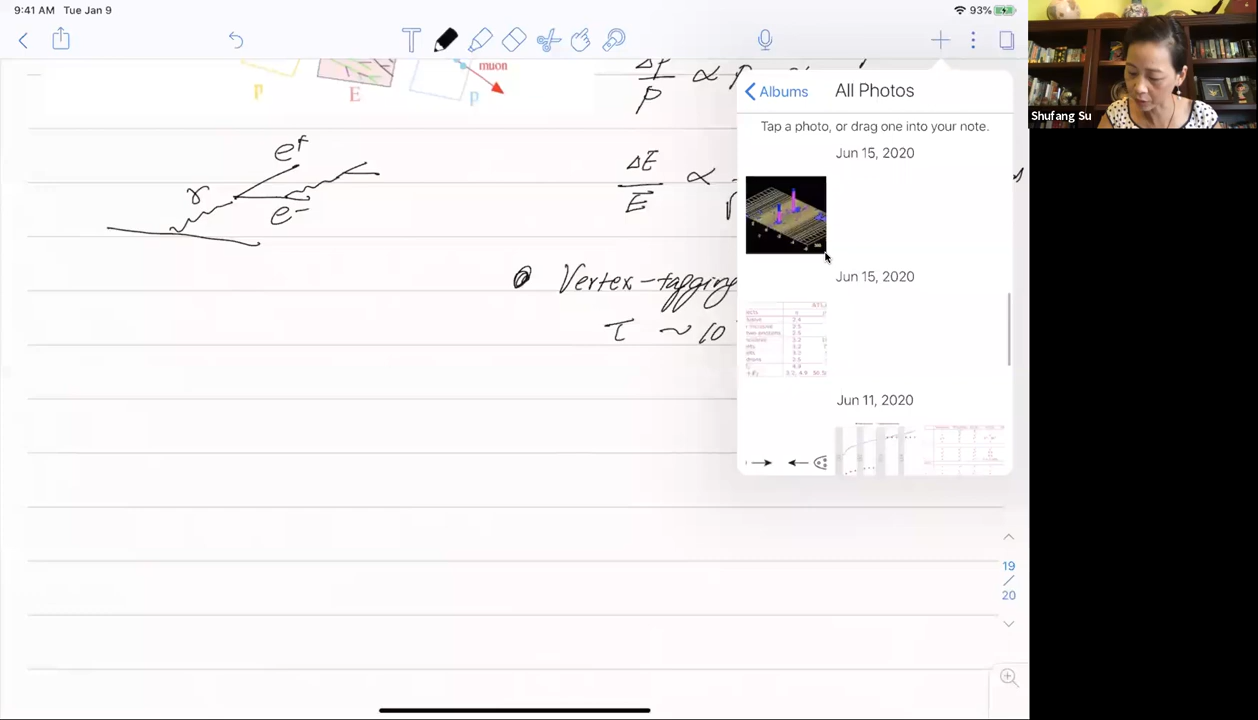 9:41 AM Tue Jan 9
93%
Albums
All Photos
Tap a photo, or drag one into your note.
Jun 15, 2020
Jun 15, 2020
Jun 11, 2020
Shufang Su
muon
p
E
p
ΔP
P ∝
e+
γ
e-
ΔE
E ∝
Vertex-tagging
τ ~ 10
19
/
20